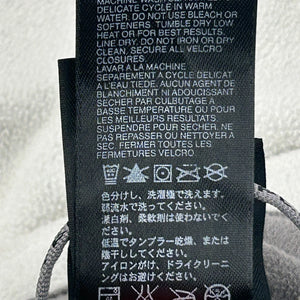 MACHINE WASH
DELICATE CYCLE IN WARM
WATER. DO NOT USE BLEACH OR
SOFTENERS. TUMBLE DRY LOW
HEAT OR FOR BEST RESULTS,
LINE DRY. DO NOT IRON OR DRY
CLEAN. SECURE ALL VELCRO
CLOSURES.
LAVAR A LA MACHINE
SEPAREMENT A CYCLE DELICAT
A L'EAU TIEDE. AUCUN AGENT DE
BLANCHIMENT NI ADOUCISSANT
SECHER PAR CULBUTAGE A
BASSE TEMPERATURE OU POUR
LES MEILLEURS RESULTATS
SUSPENDRE POUR SECHER. NE
PAS REPASSER OU NETTOYER
A SEC. FERMER TOUTES LES
FERMETURES VELCRO.
色分けし、洗濯機で洗えます。
弱流水で洗ってください。
漂白剤、柔軟剤は使わないでく
ださい。
低温でタンブラー乾燥、または
陰干ししてください。
アイロンがけ、ドライクリーニ
ングはお避けください